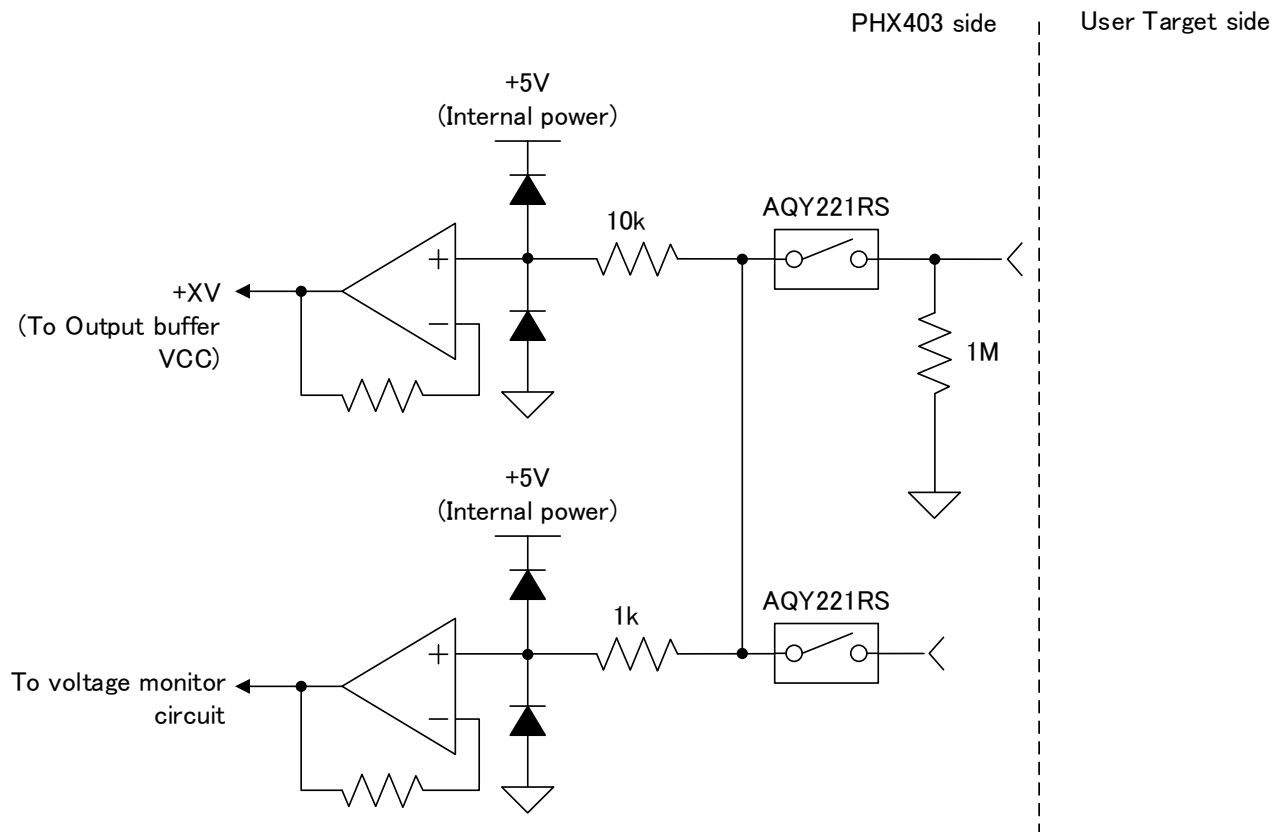 PHX403 side
User Target side
+5V
(Internal power)
10k
AQY221RS
+
−
+XV
(To Output buffer
VCC)
1M
+5V
(Internal power)
1k
AQY221RS
+
−
To voltage monitor
circuit